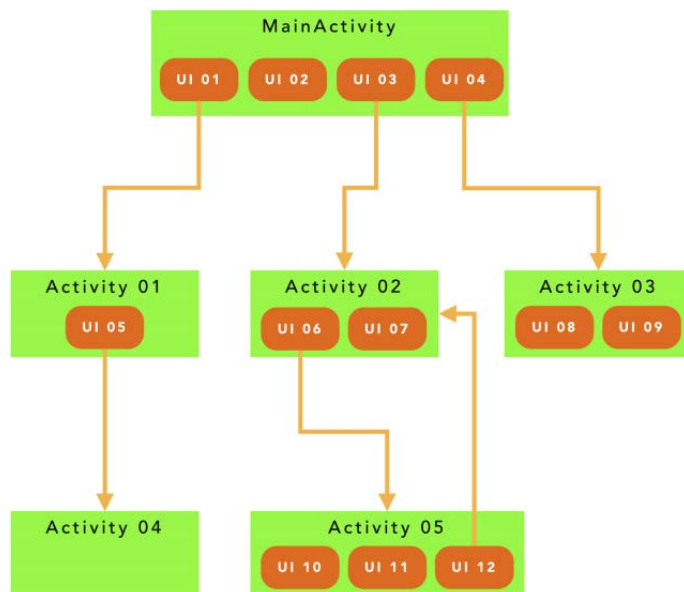 MainActivity
UI 01 UI 02 UI 03 UI 04
Activity 01 Activity 02 Activity 03
UI 05 UI 06 UI 07 UI 08 UI 09
Activity 04 Activity 05
UI 10 UI 11 UI 12